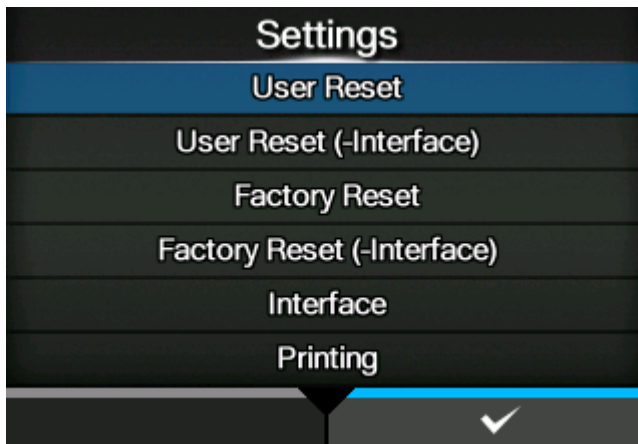 Settings
User Reset
User Reset (-Interface)
Factory Reset
Factory Reset (-Interface)
Interface
Printing